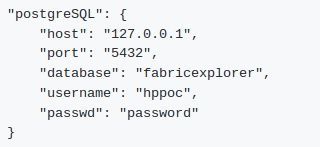 "postgreSQL": {
    "host": "127.0.0.1",
    "port": "5432",
    "database": "fabricexplorer",
    "username": "hppoc",
    "passwd": "password"
}